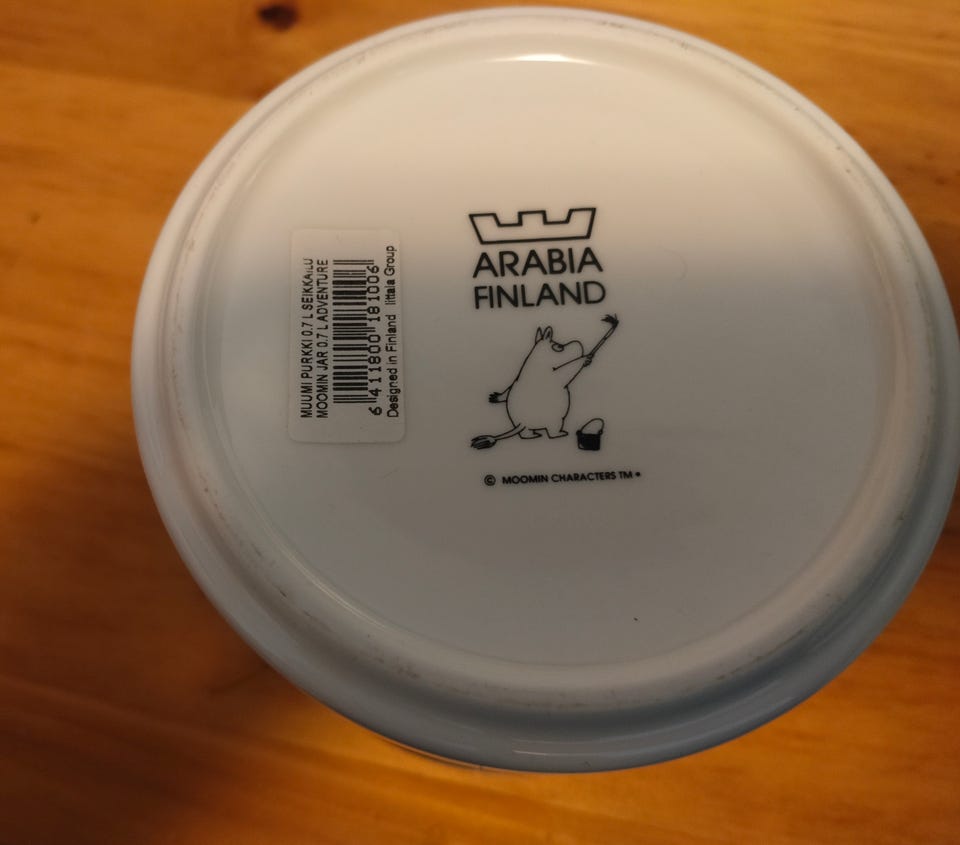 ARABIA
FINLAND
© MOOMIN CHARACTERS TM •
MUUMI PURKKI 0.7 L SEIKKAILU
MOOMIN JAR 0.7 L ADVENTURE
6 411800 181006
Designed in Finland Iittala Group